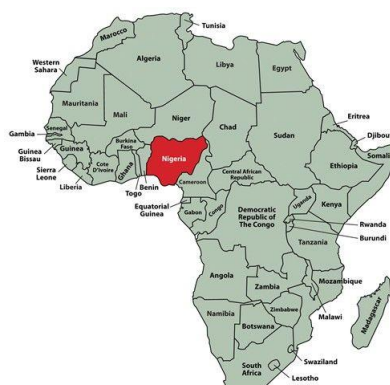 Morocco
Tunisia
Algeria
Libya
Egypt
Western
Sahara
Mauritania
Mali
Niger
Chad
Sudan
Eritrea
Djibou
Somali
Ethiopia
Gambia
Senegal
Guinea
Bissau
Guinea
Sierra
Leone
Liberia
Cote
D'Ivoire
Burkina
Faso
Ghana
Togo
Benin
Nigeria
Cameroon
Central African
Republic
Equatorial
Guinea
Gabon
Congo
Democratic
Republic of
The Congo
Uganda
Kenya
Rwanda
Burundi
Tanzania
Angola
Zambia
Malawi
Mozambique
Zimbabwe
Namibia
Botswana
Madagascar
South
Africa
Swaziland
Lesotho